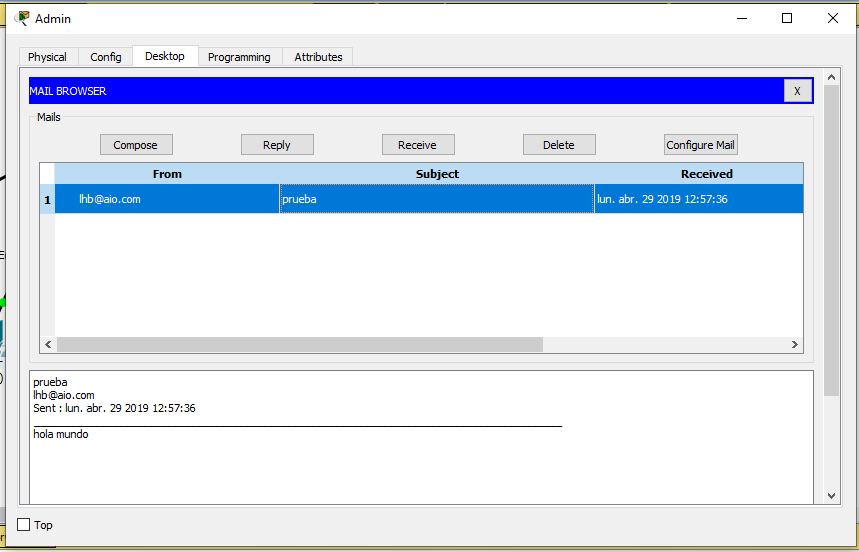 Admin
Physical Config Desktop Programming Attributes
MAIL BROWSER X
Mails
Compose Reply Receive Delete Configure Mail
From Subject Received
1 lhb@aio.com prueba lun. abr. 29 2019 12:57:36
prueba
lhb@aio.com
Sent : lun. abr. 29 2019 12:57:36
hola mundo
Top